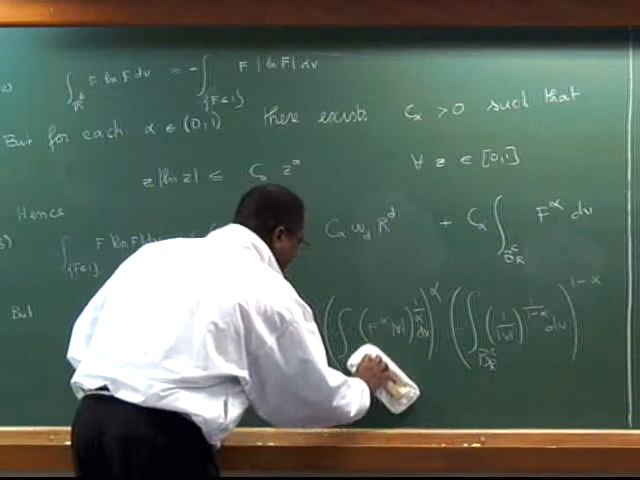 ∫_{ℝ^d} F ln F dv = - ∫_{{F≤1}} F |ln F| dv
But for each α ∈ (0,1) there exists C_α > 0 such that
z |ln z| ≤ C_α z^α ∀ z ∈ [0,1]
Hence
∫_{{F≤1}} F |ln F| dv C_α ω_d R^d + C_α ∫_{B_R^c} F^α dv
But (∫ (F^α |v|)^{1/α} dv)^α (∫_{B_R^c} (1/|v|)^{1/(1-α)} dv)^{1-α}